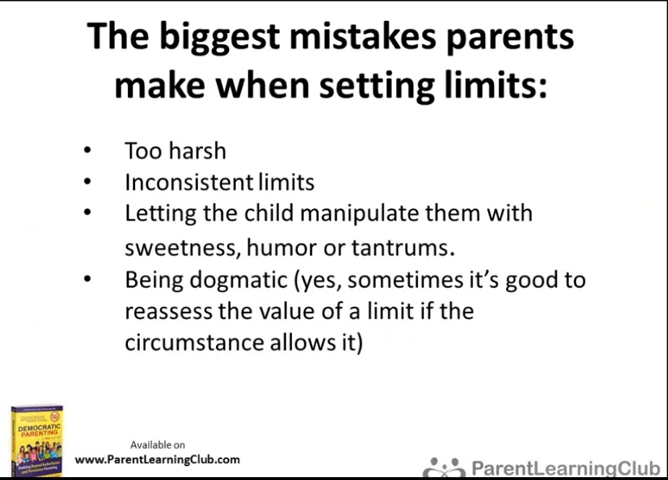 The biggest mistakes parents
make when setting limits:
• Too harsh
• Inconsistent limits
• Letting the child manipulate them with
sweetness, humor or tantrums.
• Being dogmatic (yes, sometimes it's good to
reassess the value of a limit if the
circumstance allows it)
DEMOCRATIC
PARENTING
Available on
www.ParentLearningClub.com
ParentLearningClub